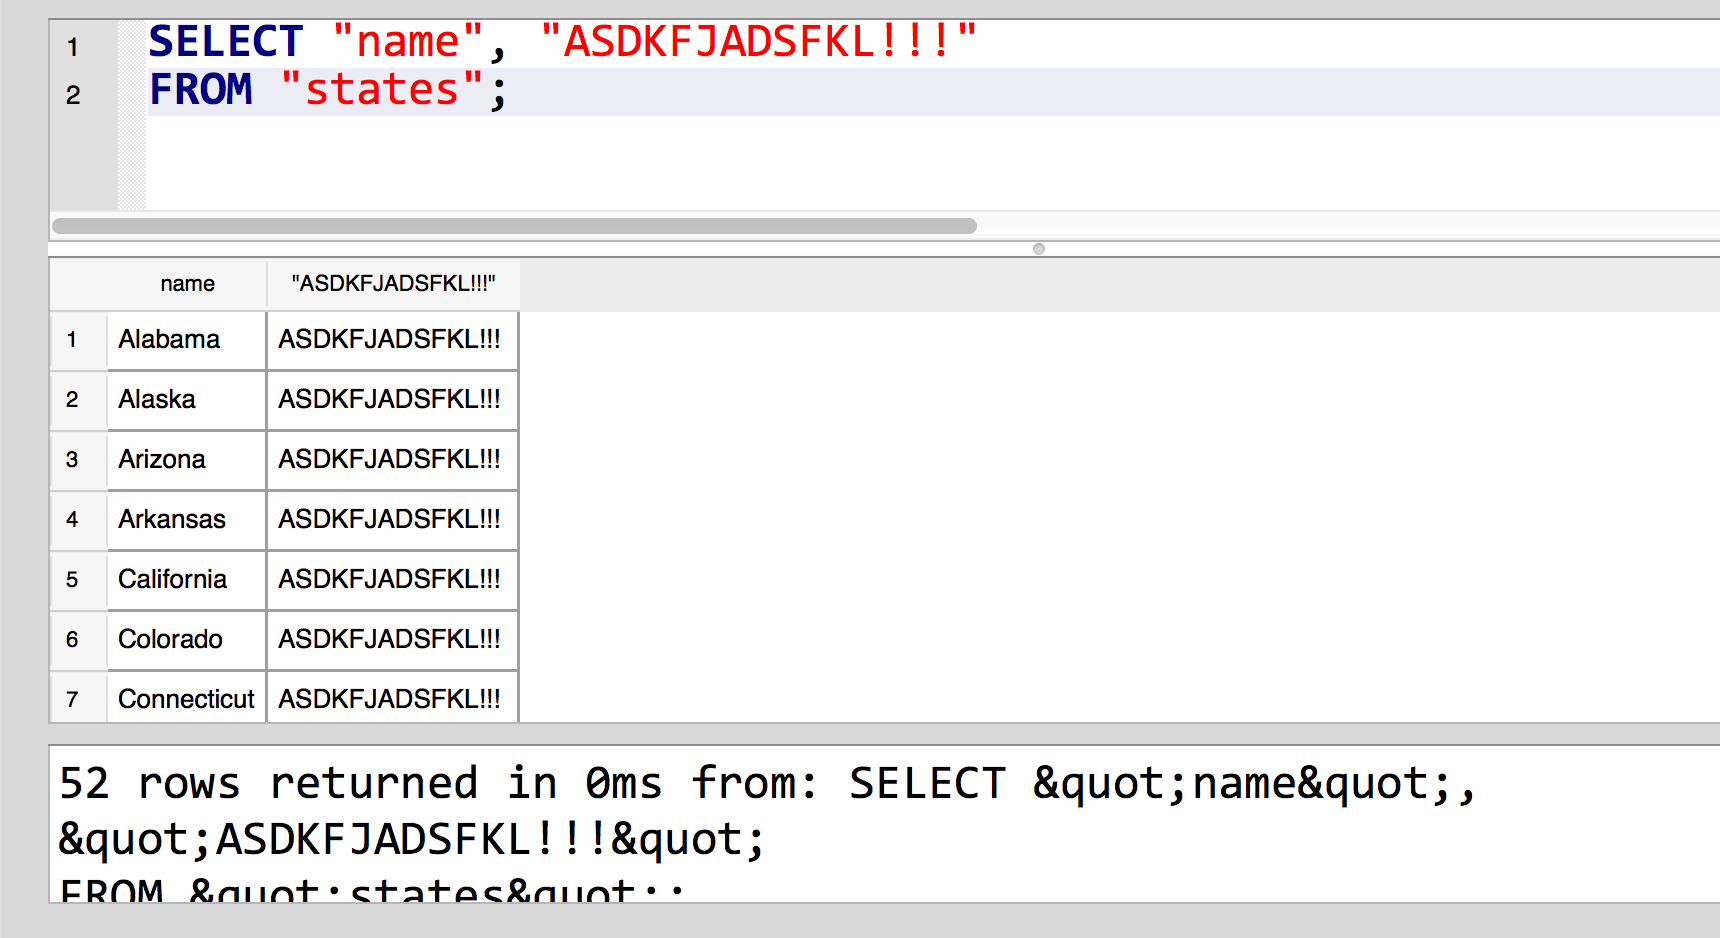 1 SELECT "name", "ASDKFJADSFKL!!!"
2 FROM "states";
name "ASDKFJADSFKL!!!"
1 Alabama ASDKFJADSFKL!!!
2 Alaska ASDKFJADSFKL!!!
3 Arizona ASDKFJADSFKL!!!
4 Arkansas ASDKFJADSFKL!!!
5 California ASDKFJADSFKL!!!
6 Colorado ASDKFJADSFKL!!!
7 Connecticut ASDKFJADSFKL!!!
52 rows returned in 0ms from: SELECT &quot;name&quot;,
&quot;ASDKFJADSFKL!!!&quot;
FROM &quot;states&quot;;